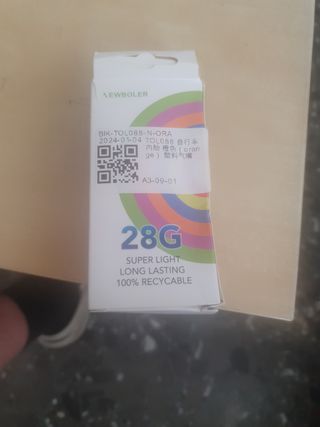 NEWBOLER
BIK-TOL088-N-ORA
2024-05-04 TOL088 自行车
内胎 橙色（oran
ge）塑料气嘴
A3-09-01
28G
SUPER LIGHT
LONG LASTING
100% RECYCLABLE